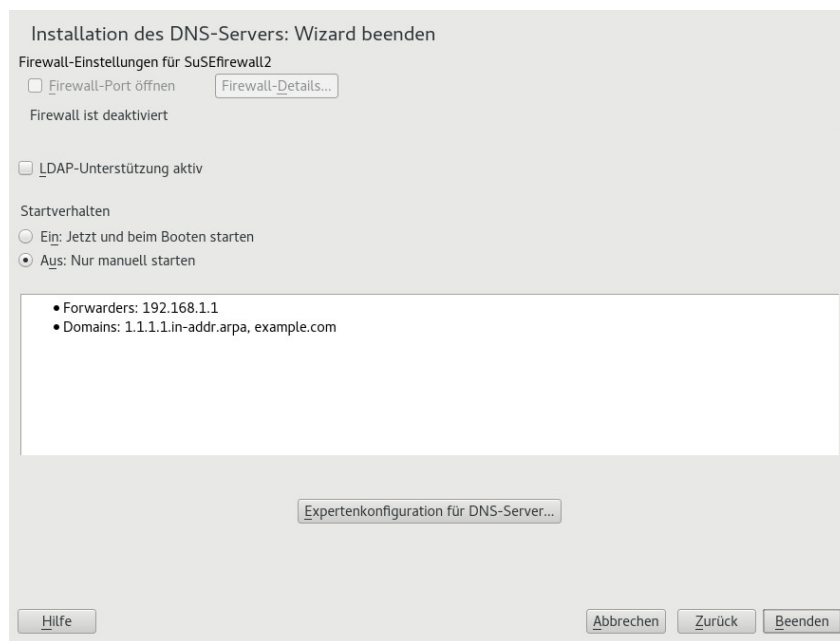 Installation des DNS-Servers: Wizard beenden
Firewall-Einstellungen für SuSEfirewall2
Firewall-Port öffnen Firewall-Details...
Firewall ist deaktiviert
LDAP-Unterstützung aktiv
Startverhalten
Ein: Jetzt und beim Booten starten
Aus: Nur manuell starten
• Forwarders: 192.168.1.1
• Domains: 1.1.1.1.in-addr.arpa, example.com
Expertenkonfiguration für DNS-Server...
Hilfe Abbrechen Zurück Beenden